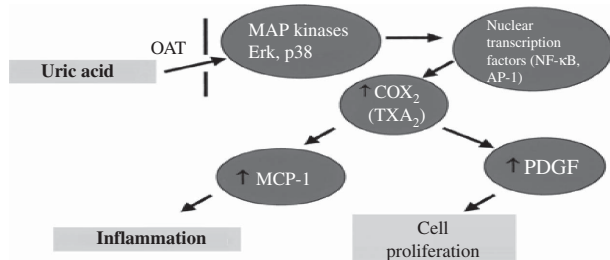 OAT
Uric acid
MAP kinases
Erk, p38
Nuclear
transcription
factors (NF-κB,
AP-1)
↑ COX₂
(TXA₂)
↑ MCP-1
↑ PDGF
Inflammation
Cell
proliferation